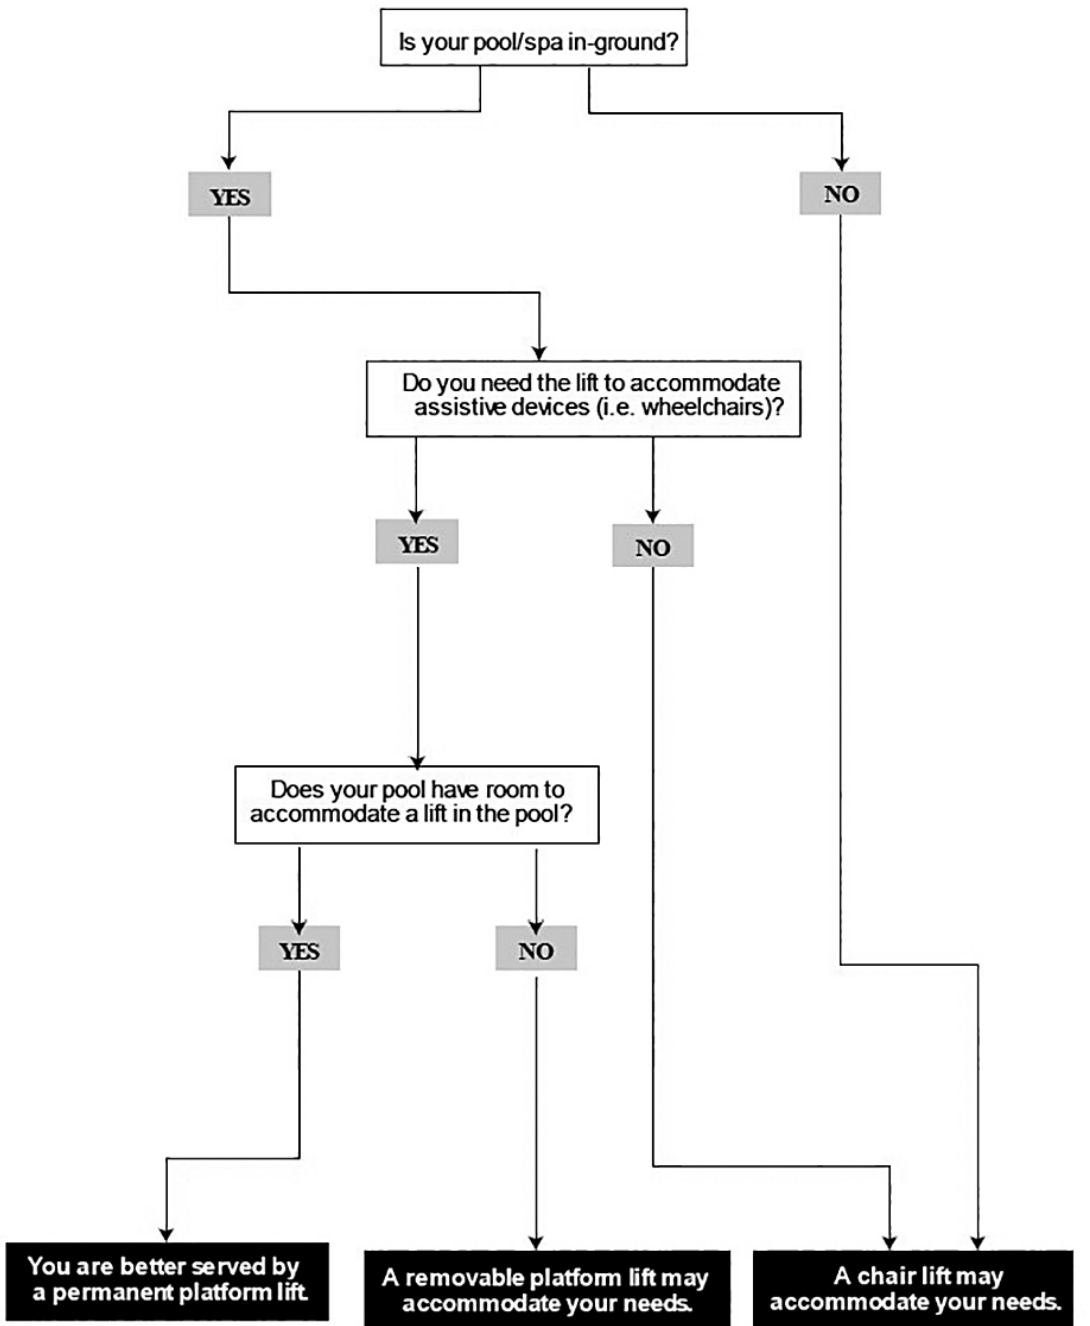 Is your pool/spa in-ground?
YES
NO
Do you need the lift to accommodate
assistive devices (i.e. wheelchairs)?
YES
NO
Does your pool have room to
accommodate a lift in the pool?
YES
NO
You are better served by
a permanent platform lift.
A removable platform lift may
accommodate your needs.
A chair lift may
accommodate your needs.